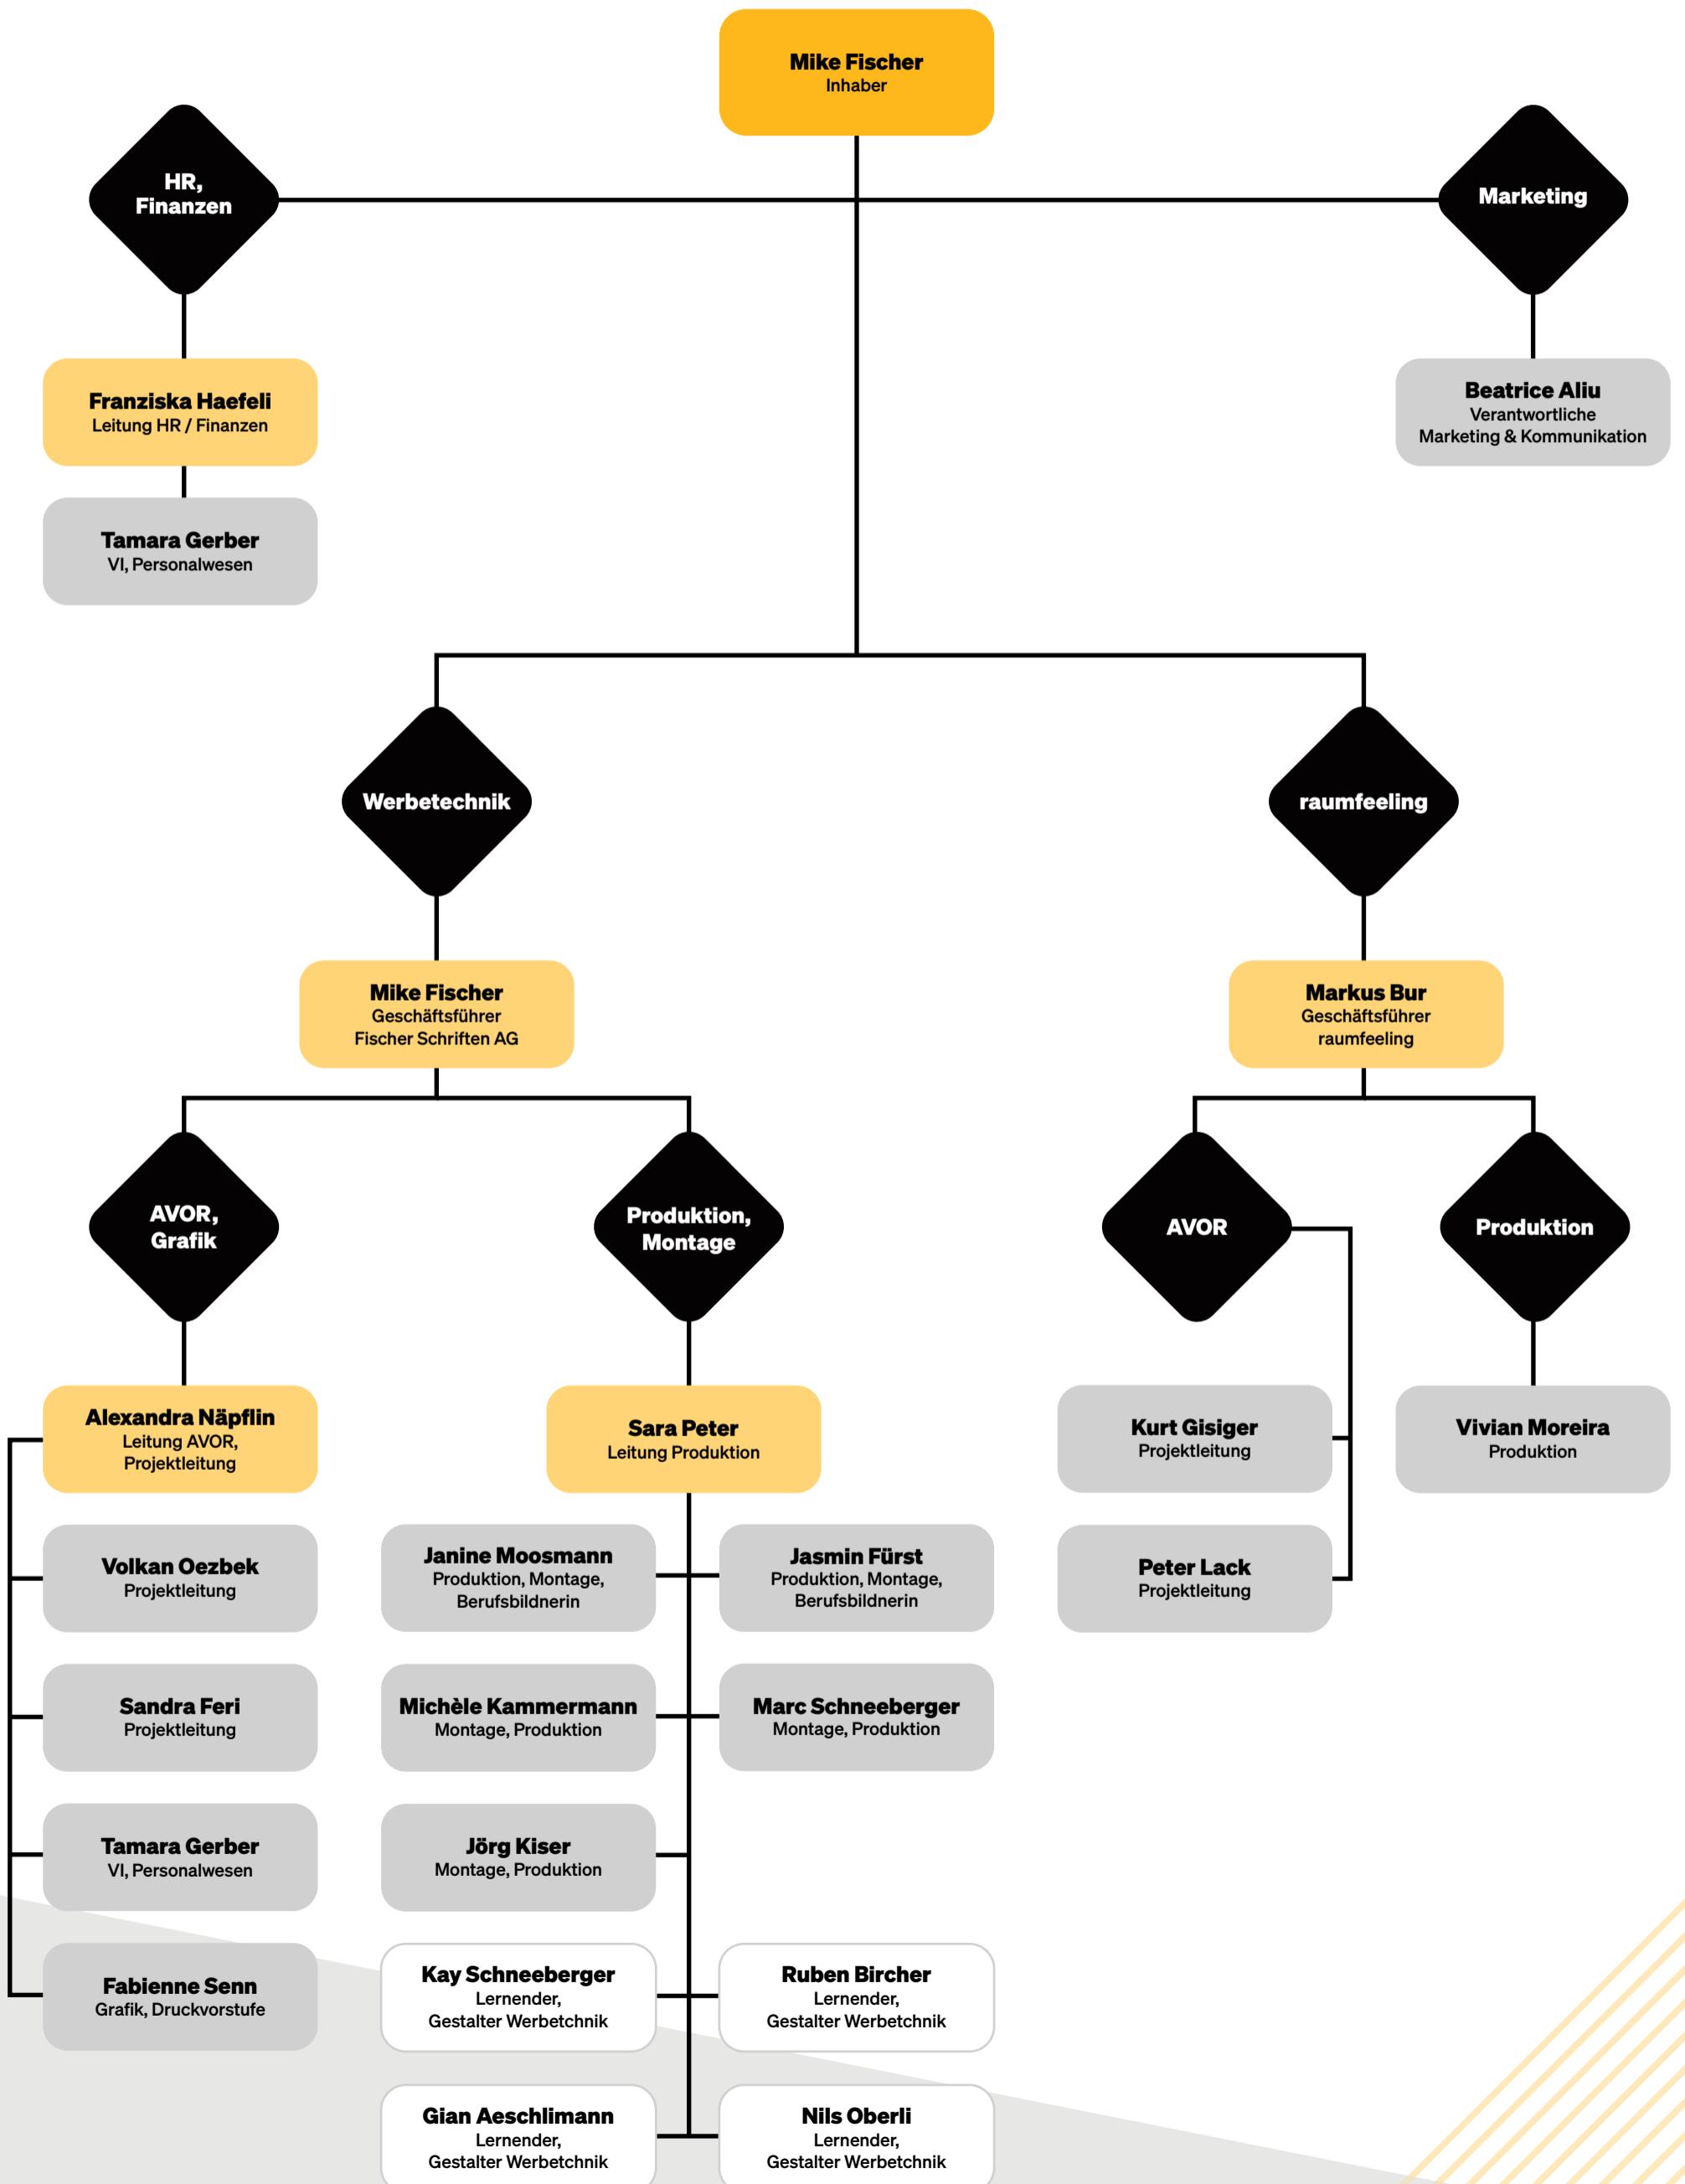 Mike Fischer
Inhaber
HR,
Finanzen
Marketing
Franziska Haefeli
Leitung HR / Finanzen
Beatrice Aliu
Verantwortliche
Marketing & Kommunikation
Tamara Gerber
VI, Personalwesen
Werbetechnik
raumfeeling
Mike Fischer
Geschäftsführer
Fischer Schriften AG
Markus Bur
Geschäftsführer
raumfeeling
AVOR,
Grafik
Produktion,
Montage
AVOR
Produktion
Alexandra Näpflin
Leitung AVOR,
Projektleitung
Sara Peter
Leitung Produktion
Kurt Gisiger
Projektleitung
Vivian Moreira
Produktion
Volkan Oezbek
Projektleitung
Janine Moosmann
Produktion, Montage,
Berufsbildnerin
Jasmin Fürst
Produktion, Montage,
Berufsbildnerin
Peter Lack
Projektleitung
Sandra Feri
Projektleitung
Michèle Kammermann
Montage, Produktion
Marc Schneeberger
Montage, Produktion
Tamara Gerber
VI, Personalwesen
Jörg Kiser
Montage, Produktion
Fabienne Senn
Grafik, Druckvorstufe
Kay Schneeberger
Lernender,
Gestalter Werbetchnik
Ruben Bircher
Lernender,
Gestalter Werbetchnik
Gian Aeschlimann
Lernender,
Gestalter Werbetchnik
Nils Oberli
Lernender,
Gestalter Werbetchnik